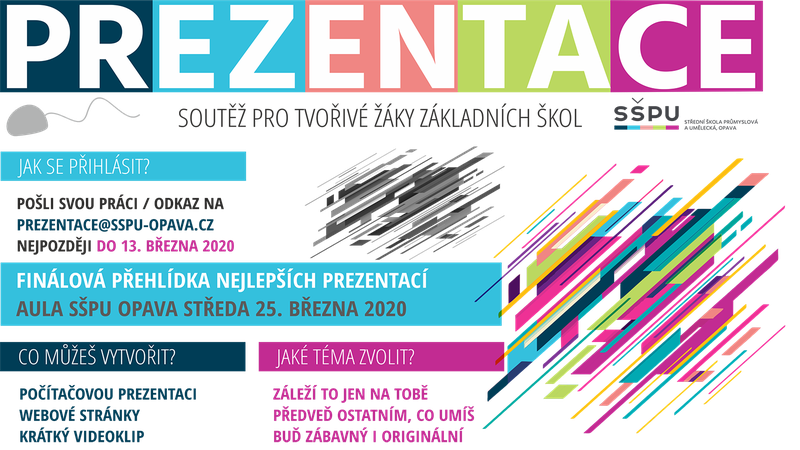 PREZENTACE
SOUTĚŽ PRO TVOŘIVÉ ŽÁKY ZÁKLADNÍCH ŠKOL
SŠPU
STŘEDNÍ ŠKOLA PRŮMYSLOVÁ
A UMĚLECKÁ, OPAVA
JAK SE PŘIHLÁSIT?
POŠLI SVOU PRÁCI / ODKAZ NA
PREZENTACE@SSPU-OPAVA.CZ
NEJPOZDĚJI DO 13. BŘEZNA 2020
FINÁLOVÁ PŘEHLÍDKA NEJLEPŠÍCH PREZENTACÍ
AULA SŠPU OPAVA STŘEDA 25. BŘEZNA 2020
CO MŮŽEŠ VYTVOŘIT?
POČÍTAČOVOU PREZENTACI
WEBOVÉ STRÁNKY
KRÁTKÝ VIDEOKLIP
JAKÉ TÉMA ZVOLIT?
ZÁLEŽÍ TO JEN NA TOBĚ
PŘEDVEĎ OSTATNÍM, CO UMÍŠ
BUĎ ZÁBAVNÝ I ORIGINÁLNÍ